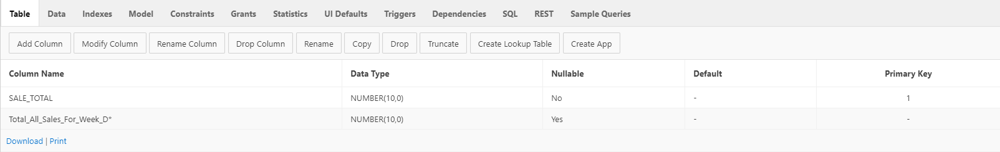 Table Data Indexes Model Constraints Grants Statistics UI Defaults Triggers Dependencies SQL REST Sample Queries
Add Column Modify Column Rename Column Drop Column Rename Copy Drop Truncate Create Lookup Table Create App
Column Name Data Type Nullable Default Primary Key
SALE_TOTAL NUMBER(10,0) No - 1
Total_All_Sales_For_Week_D* NUMBER(10,0) Yes - -
Download | Print